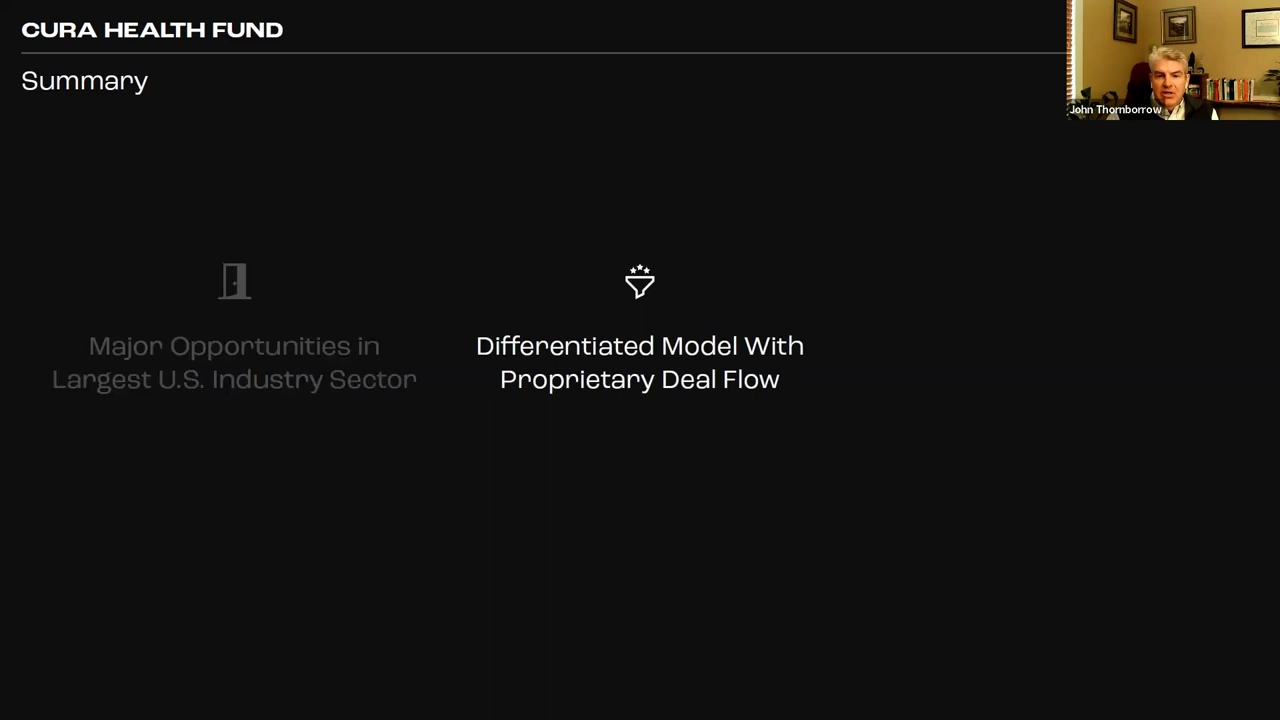 CURA HEALTH FUND
Summary
John Thornborrow
Major Opportunities in
Largest U.S. Industry Sector
Differentiated Model With
Proprietary Deal Flow